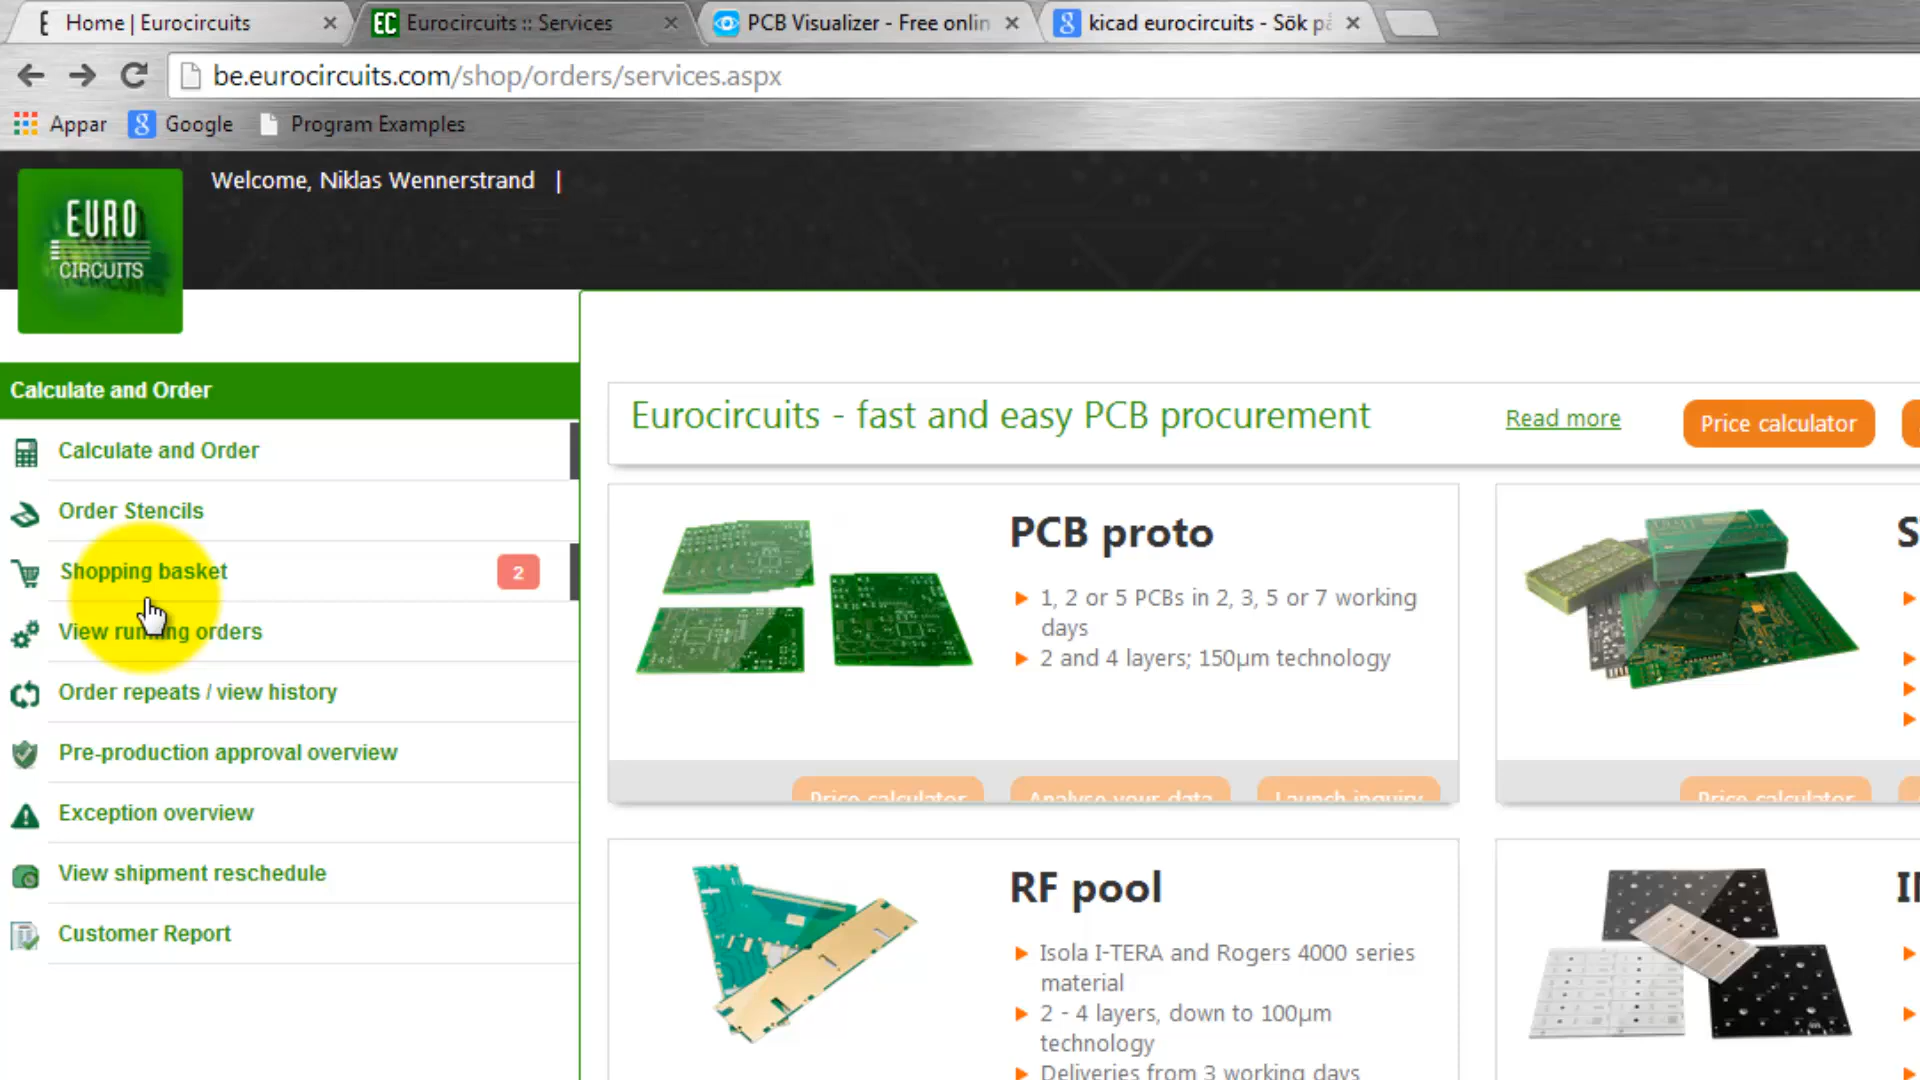 Home | Eurocircuits
EC Eurocircuits :: Services
PCB Visualizer - Free onlin
kicad eurocircuits - Sök på
be.eurocircuits.com/shop/orders/services.aspx
Appar
Google
Program Examples
EURO
CIRCUITS
Welcome, Niklas Wennerstrand |
Calculate and Order
Calculate and Order
Order Stencils
Shopping basket 2
View running orders
Order repeats / view history
Pre-production approval overview
Exception overview
View shipment reschedule
Customer Report
Eurocircuits - fast and easy PCB procurement
Read more
Price calculator
PCB proto
1, 2 or 5 PCBs in 2, 3, 5 or 7 working
days
2 and 4 layers; 150µm technology
Price calculator
Analyse your data
Launch inquiry
S
Price calculator
RF pool
Isola I-TERA and Rogers 4000 series
material
2 - 4 layers, down to 100µm
technology
Deliveries from 3 working days